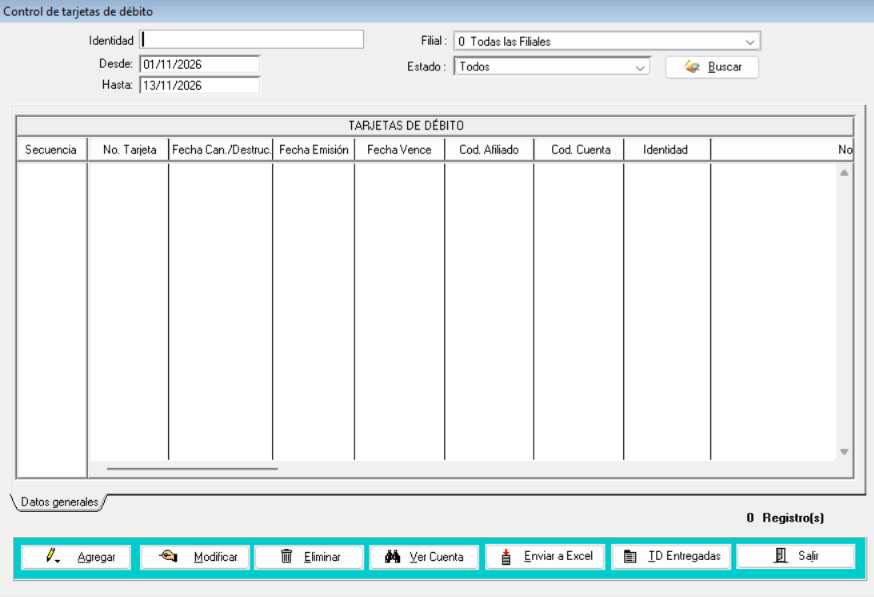 Control de tarjetas de débito
Identidad
Filial : 0 Todas las Filiales
Desde: 01/11/2026
Estado : Todos
Buscar
Hasta: 13/11/2026
TARJETAS DE DÉBITO
Secuencia No. Tarjeta Fecha Can./Destruc. Fecha Emisión Fecha Vence Cod. Afiliado Cod. Cuenta Identidad No
Datos generales
0 Registro(s)
Agregar Modificar Eliminar Ver Cuenta Enviar a Excel TD Entregadas Salir